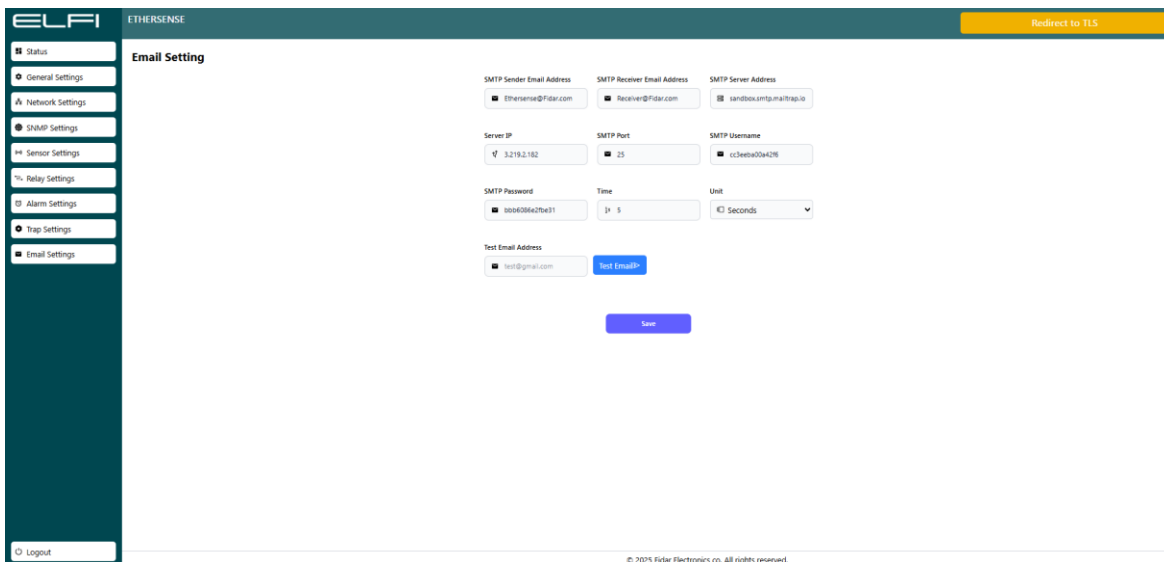 ELFI
ETHERSENSE
Redirect to TLS
Status
General Settings
Network Settings
SNMP Settings
Sensor Settings
Relay Settings
Alarm Settings
Trap Settings
Email Settings
Logout
Email Setting
SMTP Sender Email Address SMTP Receiver Email Address SMTP Server Address
Ethersense@Fidar.com Receiver@Fidar.com sandbox.smtp.mailtrap.io
Server IP SMTP Port SMTP Username
3.219.2.182 25 cc3eeba00a42f6
SMTP Password Time Unit
bbb6086e2fbe31 5 Seconds
Test Email Address
test@gmail.com Test Email
Save
© 2025 Fidar Electronics co. All rights reserved.